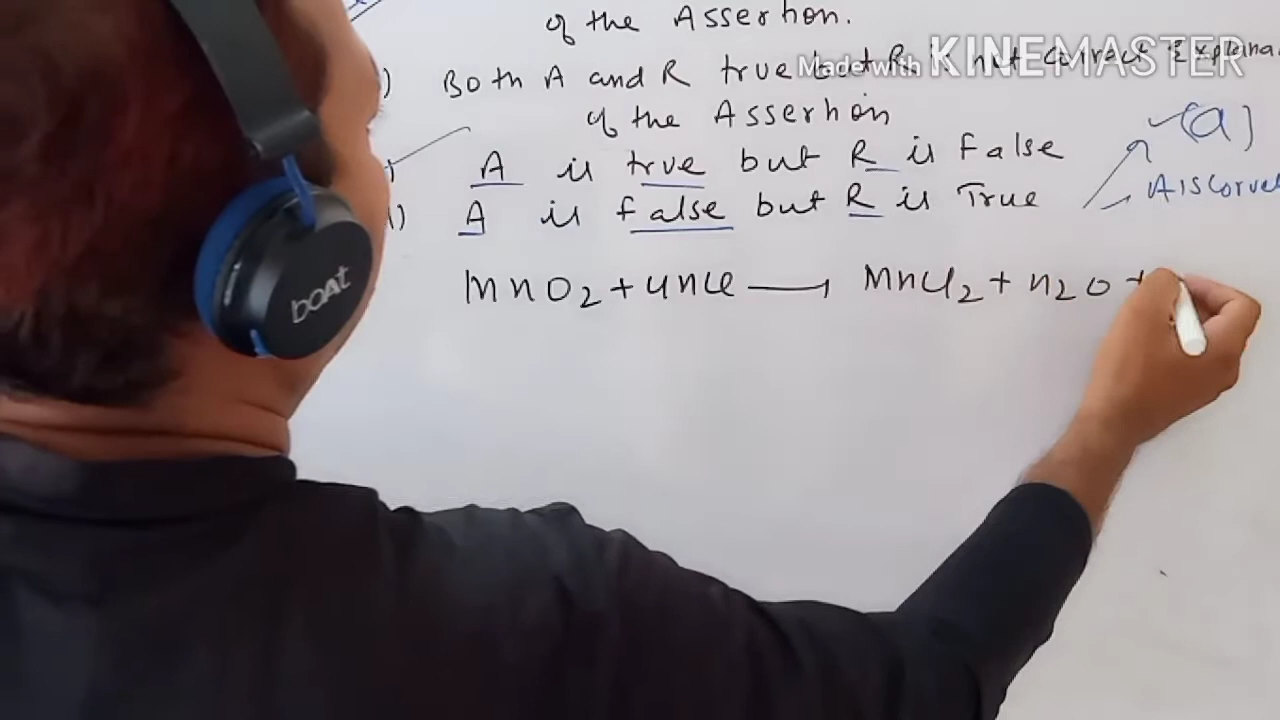 of the Assertion.
) Both A and R true but R is not correct Explana
of the Assertion
A is true but R is false
) A is false but R is True
(a)
A is
MnO2 + 4HCl → MnCl2 + H2O +
Made with KINEMASTER
boAt